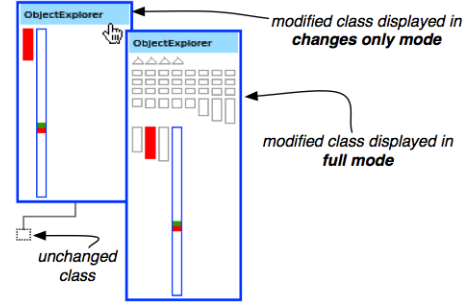 ObjectExplorer
modified class displayed in
changes only mode
ObjectExplorer
modified class displayed in
full mode
unchanged
class